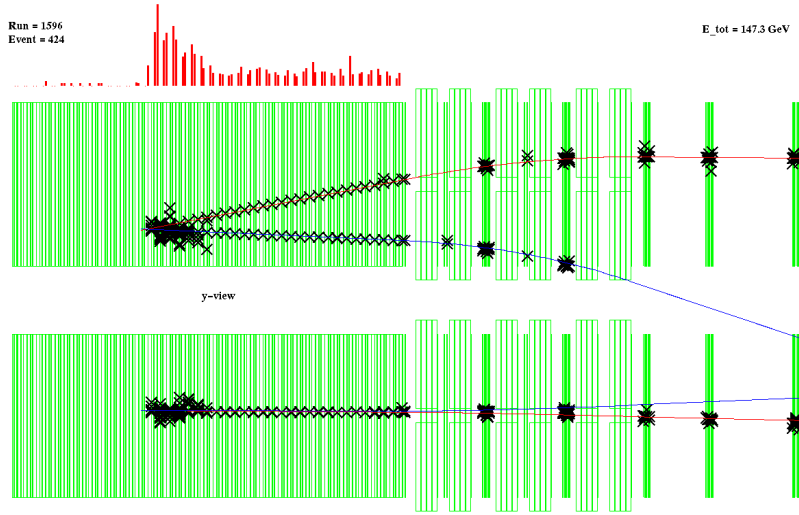 Run = 1596
Event = 424
E_tot = 147.3 GeV
y-view